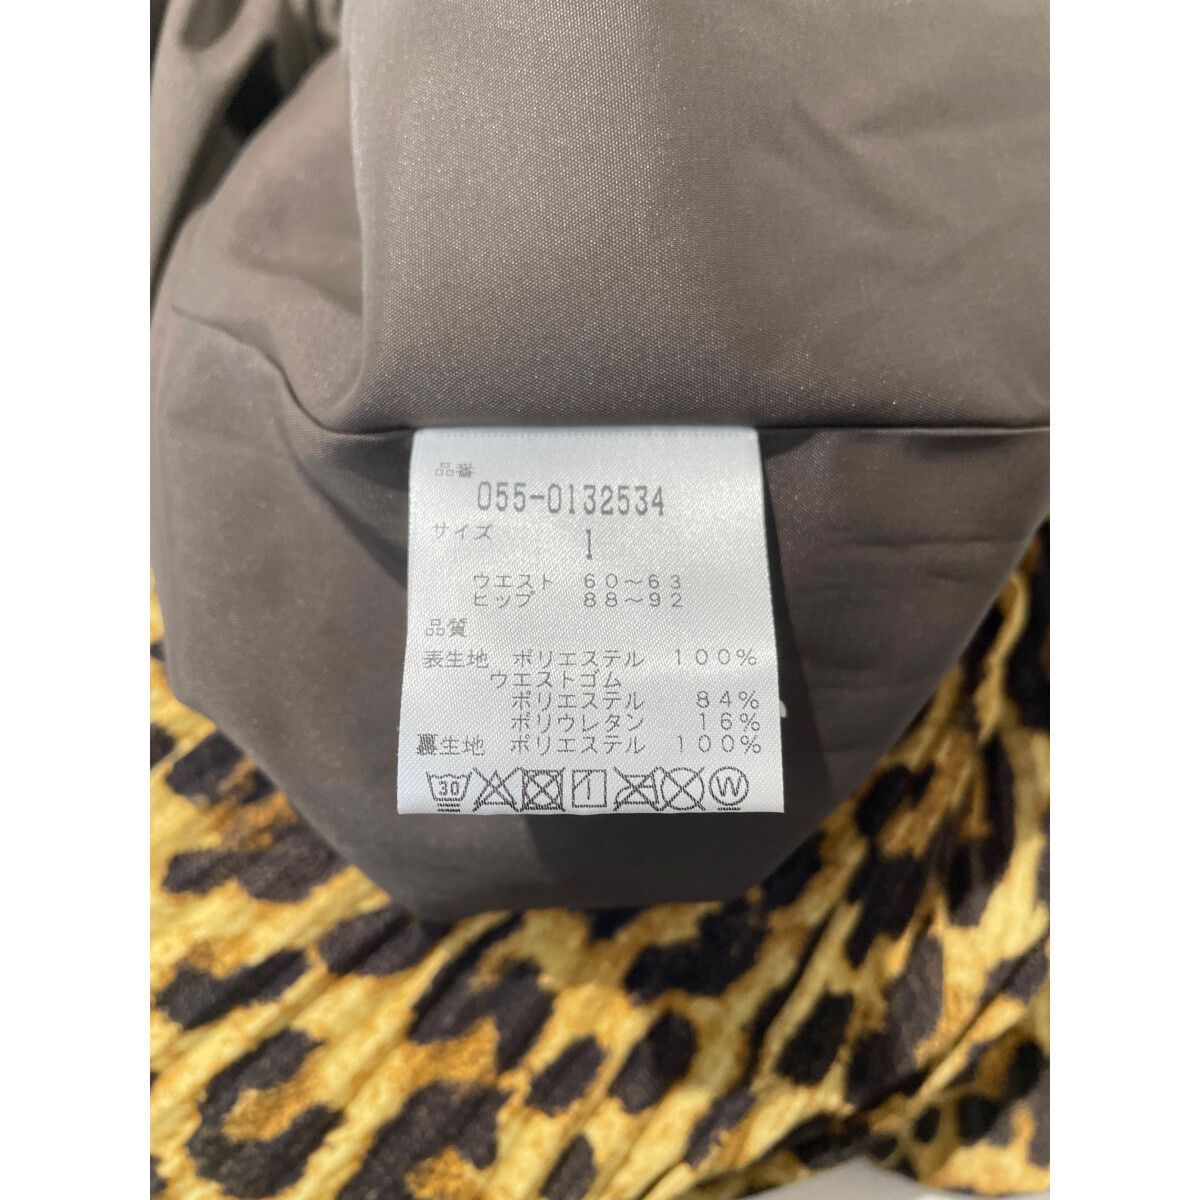 品番
055-0132534
サイズ 1
ウエスト 60～63
ヒップ 88～92
品質
表生地 ポリエステル 100%
ウエストゴム
ポリエステル 84%
ポリウレタン 16%
裏生地 ポリエステル 100%
30 1 W